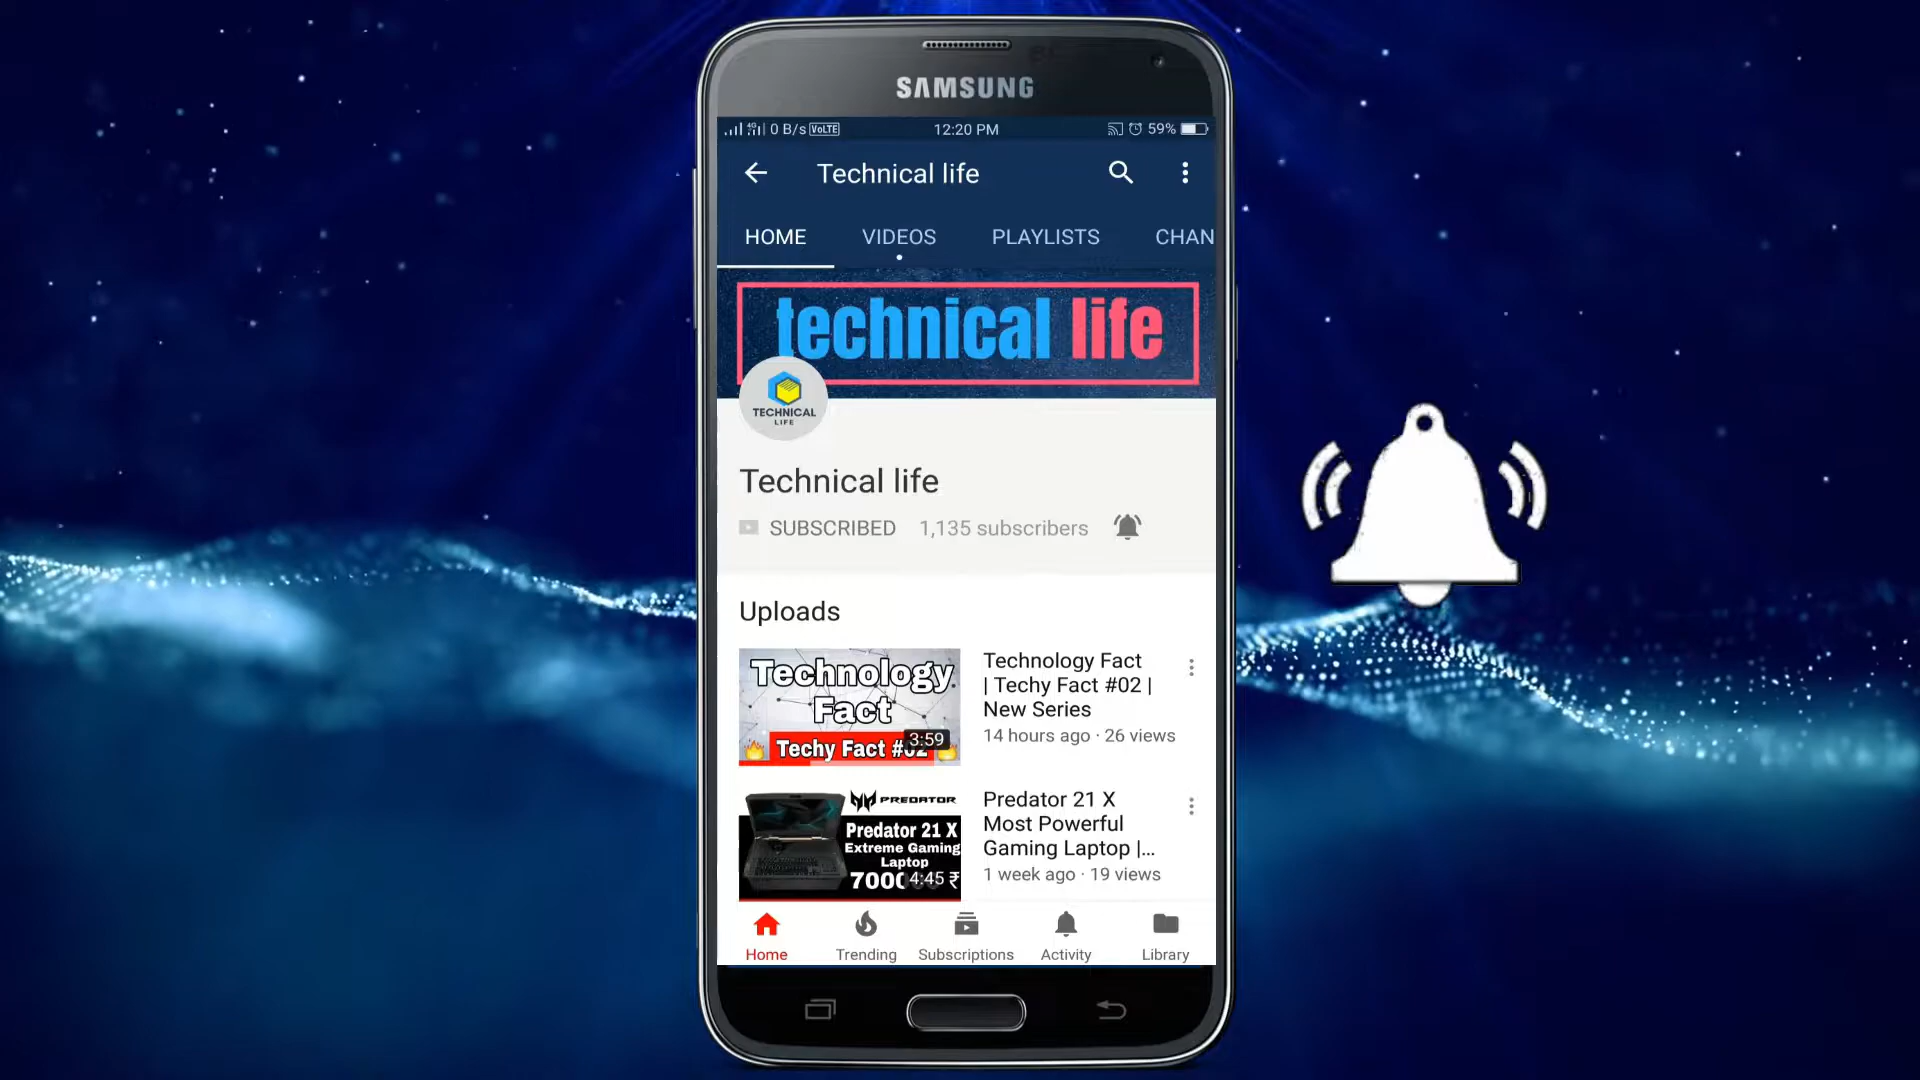 SAMSUNG
4G 0 B/s VoLTE 12:20 PM 59%
Technical life
HOME VIDEOS PLAYLISTS CHAN
technical life
TECHNICAL
LIFE
Technical life
SUBSCRIBED 1,135 subscribers
Uploads
Technology
Fact
Techy Fact #02
3:59
Technology Fact
| Techy Fact #02 |
New Series
14 hours ago · 26 views
PREDATOR
Predator 21 X
Extreme Gaming
Laptop
4:45 ₹
Predator 21 X
Most Powerful
Gaming Laptop |...
1 week ago · 19 views
Home Trending Subscriptions Activity Library